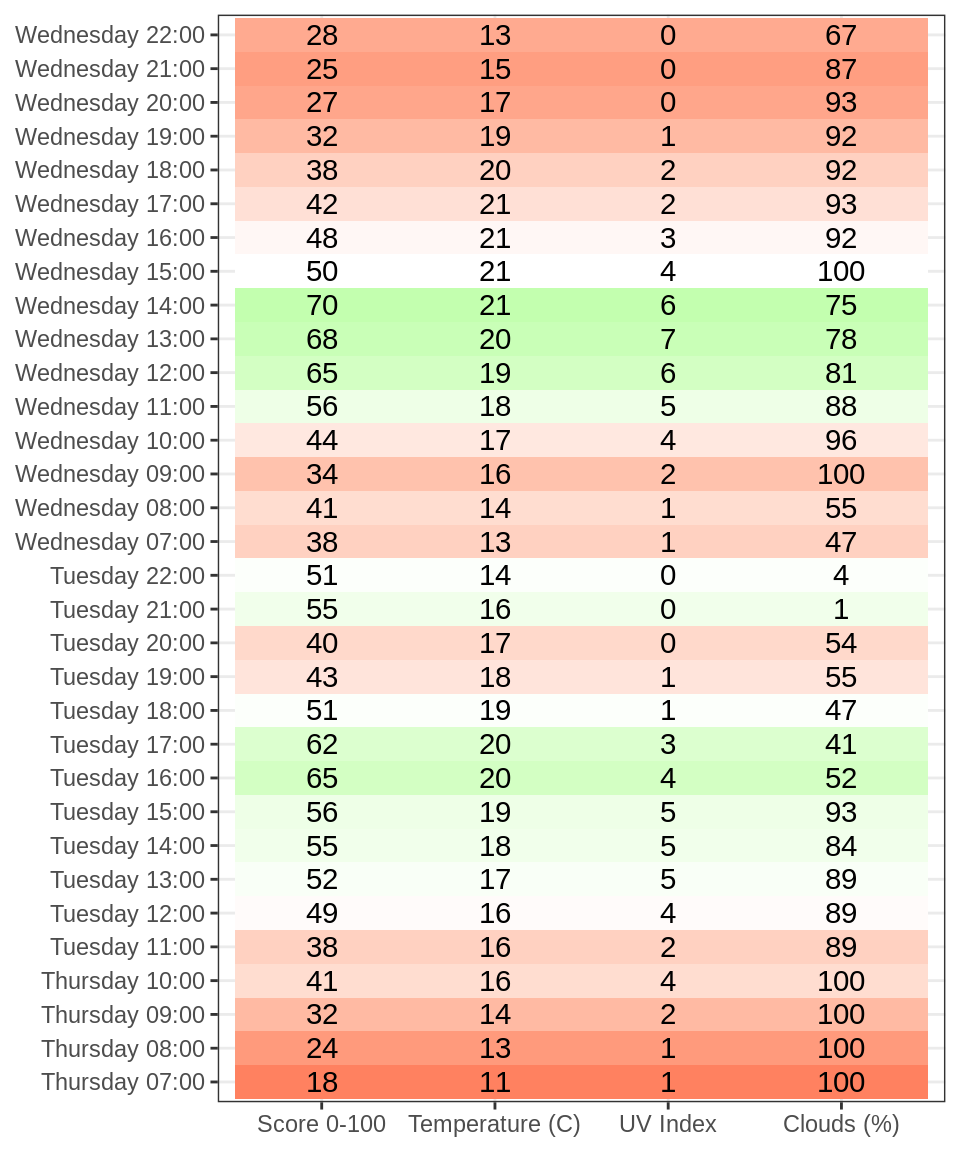 Wednesday 22:00 28 13 0 67
Wednesday 21:00 25 15 0 87
Wednesday 20:00 27 17 0 93
Wednesday 19:00 32 19 1 92
Wednesday 18:00 38 20 2 92
Wednesday 17:00 42 21 2 93
Wednesday 16:00 48 21 3 92
Wednesday 15:00 50 21 4 100
Wednesday 14:00 70 21 6 75
Wednesday 13:00 68 20 7 78
Wednesday 12:00 65 19 6 81
Wednesday 11:00 56 18 5 88
Wednesday 10:00 44 17 4 96
Wednesday 09:00 34 16 2 100
Wednesday 08:00 41 14 1 55
Wednesday 07:00 38 13 1 47
Tuesday 22:00 51 14 0 4
Tuesday 21:00 55 16 0 1
Tuesday 20:00 40 17 0 54
Tuesday 19:00 43 18 1 55
Tuesday 18:00 51 19 1 47
Tuesday 17:00 62 20 3 41
Tuesday 16:00 65 20 4 52
Tuesday 15:00 56 19 5 93
Tuesday 14:00 55 18 5 84
Tuesday 13:00 52 17 5 89
Tuesday 12:00 49 16 4 89
Tuesday 11:00 38 16 2 89
Thursday 10:00 41 16 4 100
Thursday 09:00 32 14 2 100
Thursday 08:00 24 13 1 100
Thursday 07:00 18 11 1 100
Score 0-100 Temperature (C) UV Index Clouds (%)